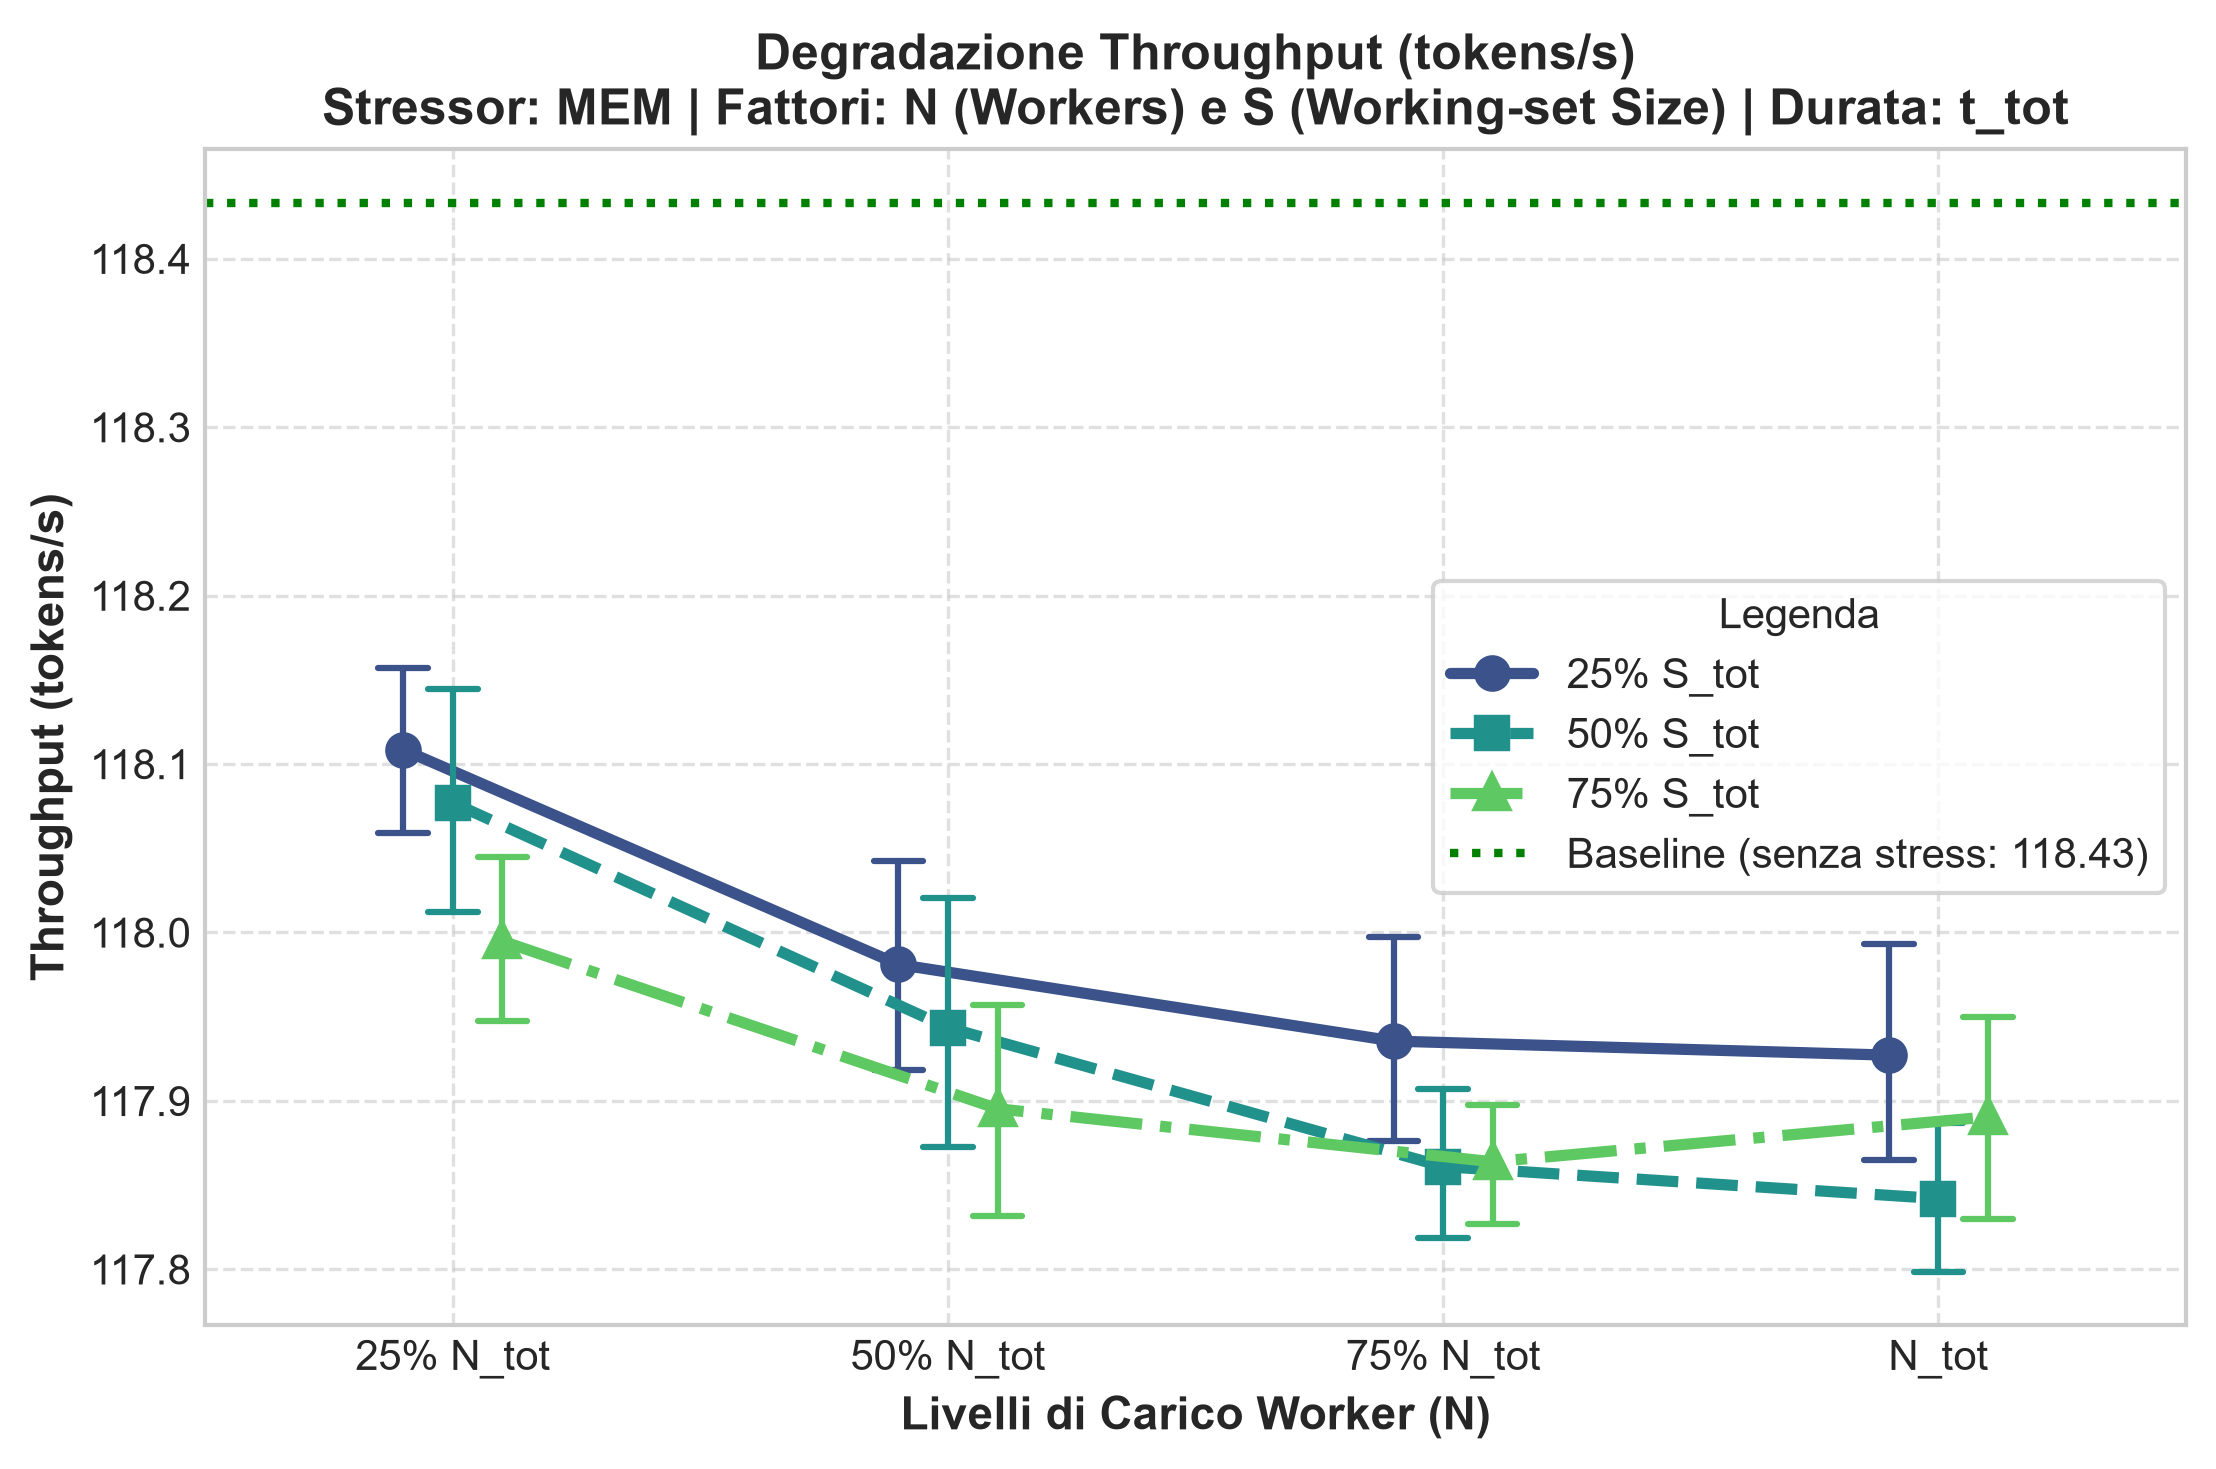 Degradazione Throughput (tokens/s)
Stressor: MEM | Fattori: N (Workers) e S (Working-set Size) | Durata: t_tot
Throughput (tokens/s)
118.4
118.3
118.2
118.1
118.0
117.9
117.8
Legenda
25% S_tot
50% S_tot
75% S_tot
Baseline (senza stress: 118.43)
25% N_tot
50% N_tot
75% N_tot
N_tot
Livelli di Carico Worker (N)